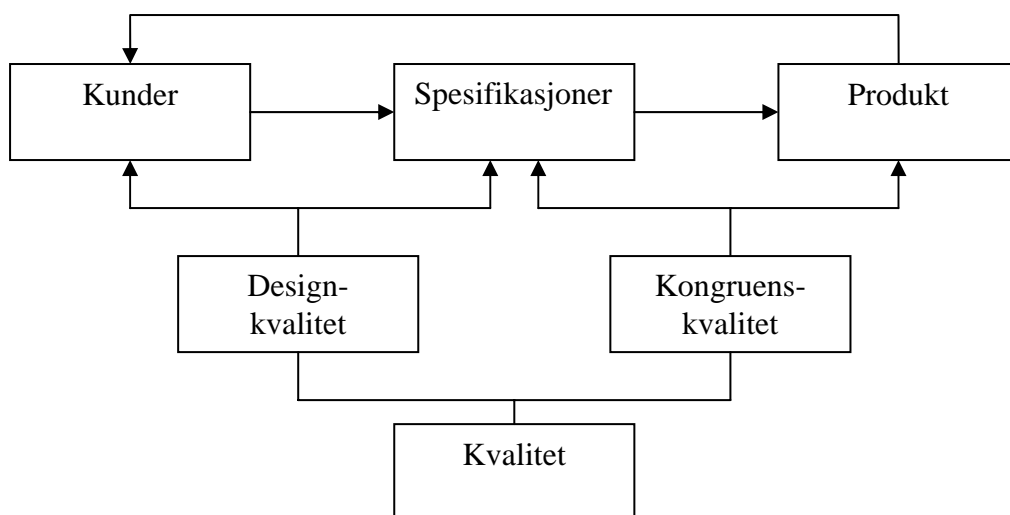 Kunder
Spesifikasjoner
Produkt
Design-
kvalitet
Kongruens-
kvalitet
Kvalitet